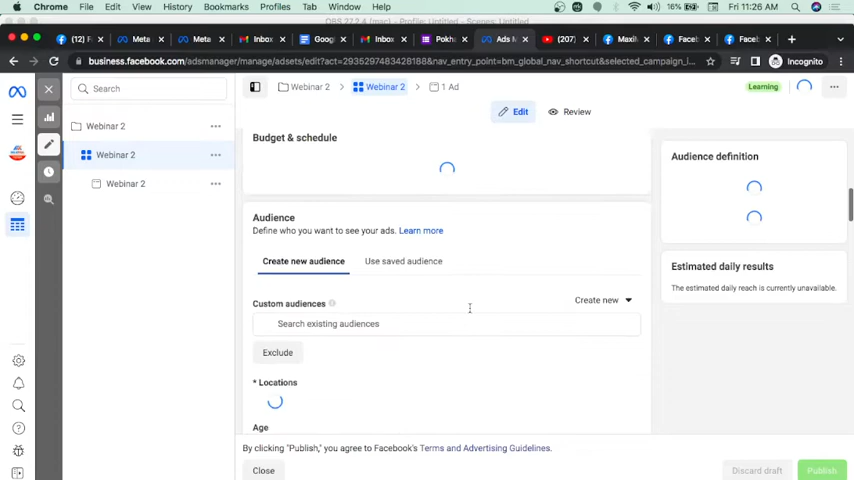 Chrome File Edit View History Bookmarks Profiles Tab Window Help 16% Fri 11:26 AM
OBS 27.2.4 (mac) - Profile: Untitled - Scenes: Untitled
(12) F Meta Meta Inbox Goog Inbox Pokha Ads M (207) MaxiM Faceb Faceb
business.facebook.com/adsmanager/manage/adsets/edit?act=2935297483428188&nav_entry_point=bm_global_nav_shortcut&selected_campaign_i... Incognito
Search
Webinar 2
Webinar 2
Webinar 2
Webinar 2 > Webinar 2 > 1 Ad
Learning
Edit Review
Budget & schedule
Audience
Define who you want to see your ads. Learn more
Create new audience Use saved audience
Custom audiences
Create new
Search existing audiences
Exclude
* Locations
Age
Audience definition
Estimated daily results
The estimated daily reach is currently unavailable.
By clicking "Publish," you agree to Facebook's Terms and Advertising Guidelines.
Close Discard draft Publish